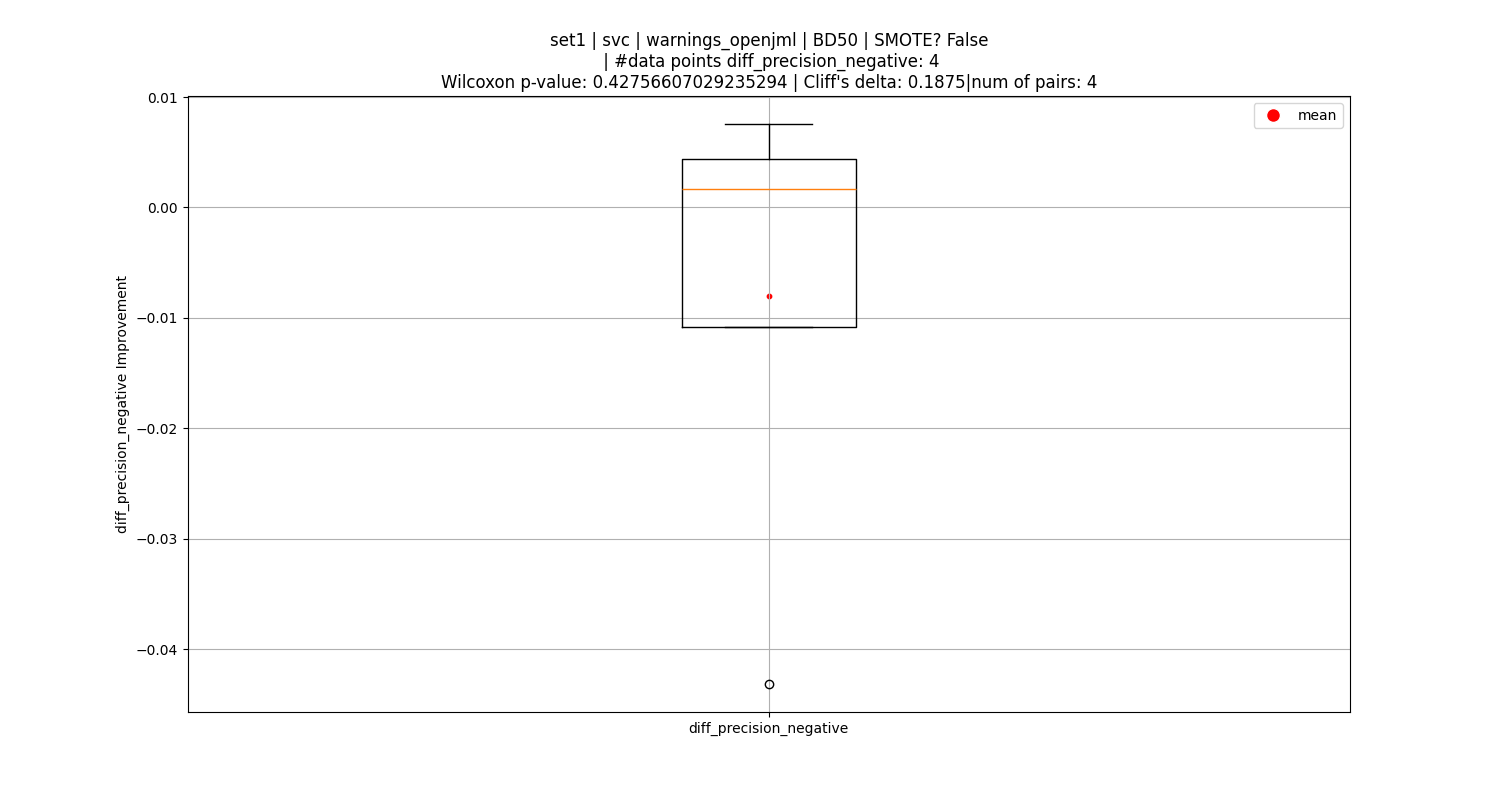 set1 | svc | warnings_openjml | BD50 | SMOTE? False
| #data points diff_precision_negative: 4
Wilcoxon p-value: 0.42756607029235294 | Cliff's delta: 0.1875|num of pairs: 4
mean
0.01
0.00
−0.01
−0.02
−0.03
−0.04
diff_precision_negative Improvement
diff_precision_negative